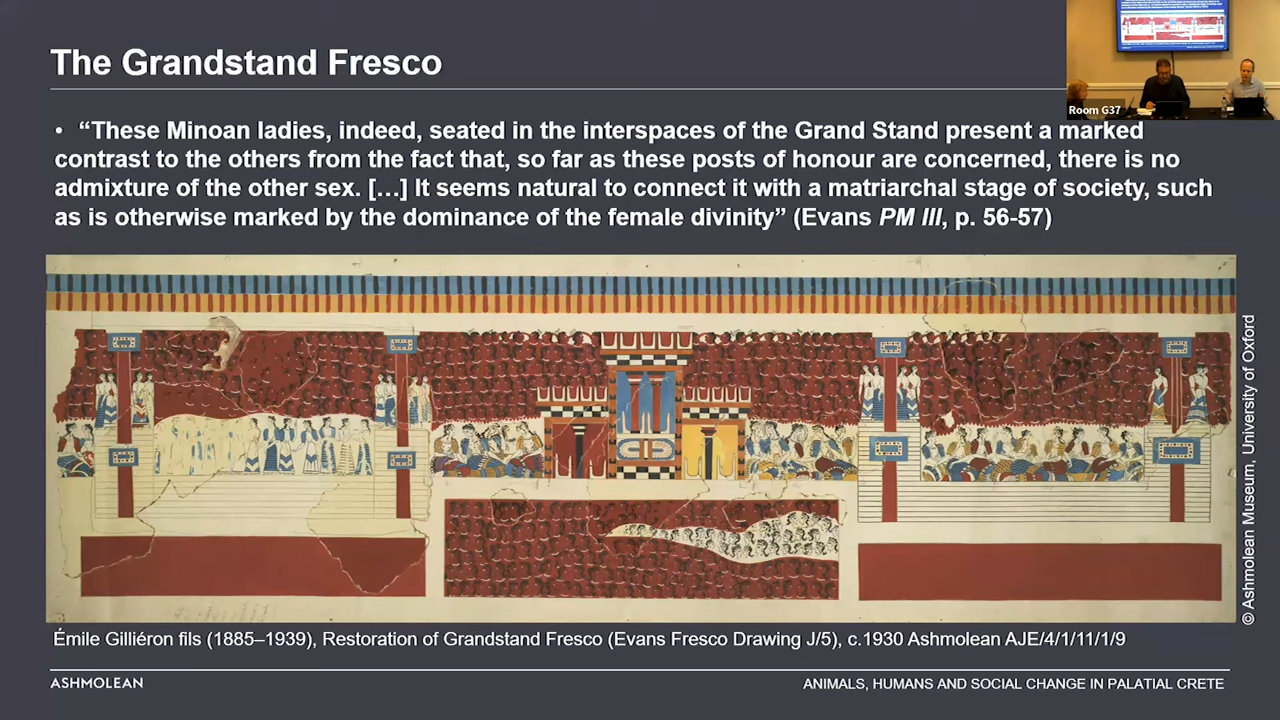 The Grandstand Fresco
Room G37
• “These Minoan ladies, indeed, seated in the interspaces of the Grand Stand present a marked
contrast to the others from the fact that, so far as these posts of honour are concerned, there is no
admixture of the other sex. […] It seems natural to connect it with a matriarchal stage of society, such
as is otherwise marked by the dominance of the female divinity” (Evans PM III, p. 56-57)
© Ashmolean Museum, University of Oxford
Émile Gilliéron fils (1885–1939), Restoration of Grandstand Fresco (Evans Fresco Drawing J/5), c.1930 Ashmolean AJE/4/1/11/1/9
ASHMOLEAN
ANIMALS, HUMANS AND SOCIAL CHANGE IN PALATIAL CRETE